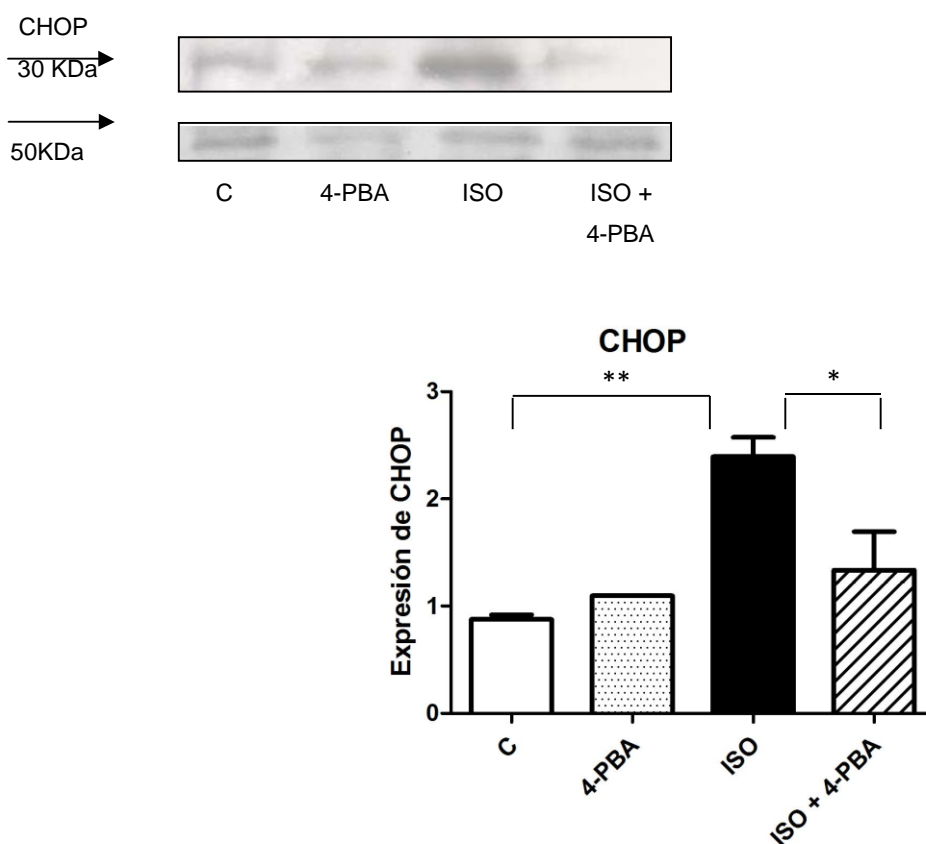 CHOP
30 KDa
50KDa
C 4-PBA ISO ISO +
4-PBA
CHOP
** *
Expresión de CHOP
3
2
1
0
C 4-PBA ISO ISO + 4-PBA